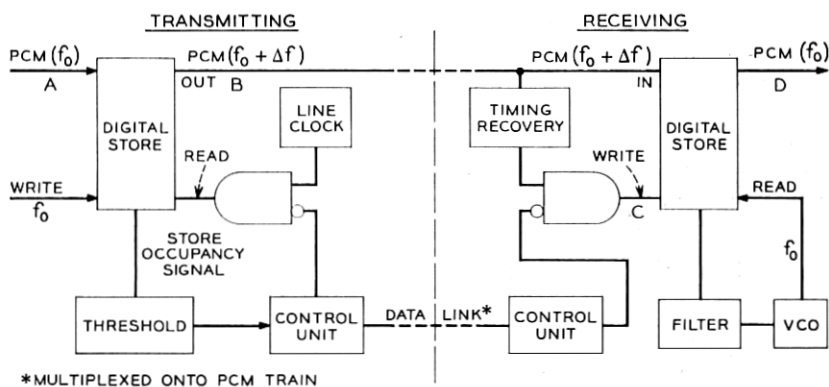 TRANSMITTING
RECEIVING
PCM (f₀)
A
PCM (f₀ + Δf)
OUT B
PCM (f₀ + Δf)
IN
PCM (f₀)
D
DIGITAL
STORE
LINE
CLOCK
TIMING
RECOVERY
DIGITAL
STORE
READ
WRITE
WRITE
f₀
C
READ
STORE
OCCUPANCY
SIGNAL
f₀
THRESHOLD
CONTROL
UNIT
DATA LINK*
CONTROL
UNIT
FILTER
VCO
*MULTIPLEXED ONTO PCM TRAIN